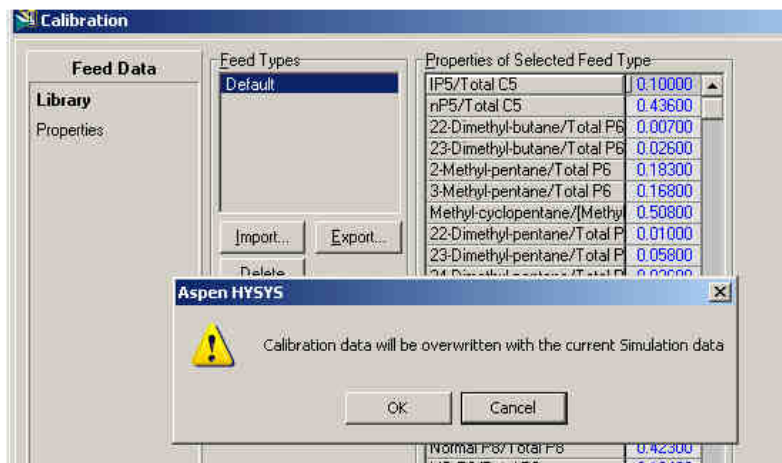 Calibration
Feed Data
Library
Properties
Feed Types
Default
Import...
Export...
Delete
Properties of Selected Feed Type
IP5/Total C5 0.10000
nP5/Total C5 0.43600
22-Dimethyl-butane/Total P6 0.00700
23-Dimethyl-butane/Total P6 0.02600
2-Methyl-pentane/Total P6 0.18300
3-Methyl-pentane/Total P6 0.16800
Methyl-cyclopentane/[Methyl 0.50800
22-Dimethyl-pentane/Total P 0.01000
23-Dimethyl-pentane/Total P 0.05800
Aspen HYSYS
Calibration data will be overwritten with the current Simulation data
OK
Cancel
Normal P8/Total P8 0.42300